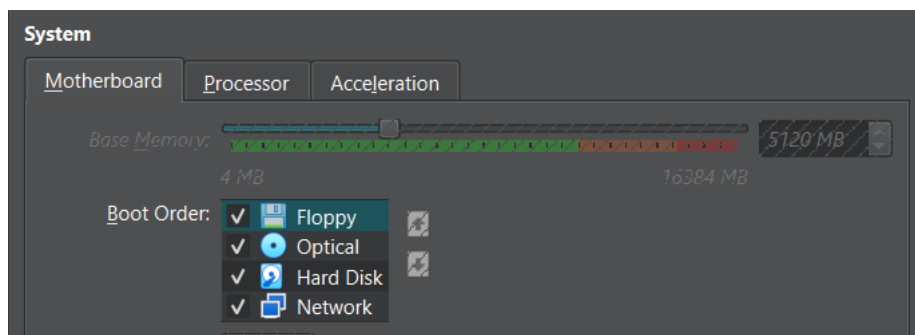 System
Motherboard Processor Acceleration
Base Memory: 5120 MB
4 MB 16384 MB
Boot Order: Floppy
Optical
Hard Disk
Network